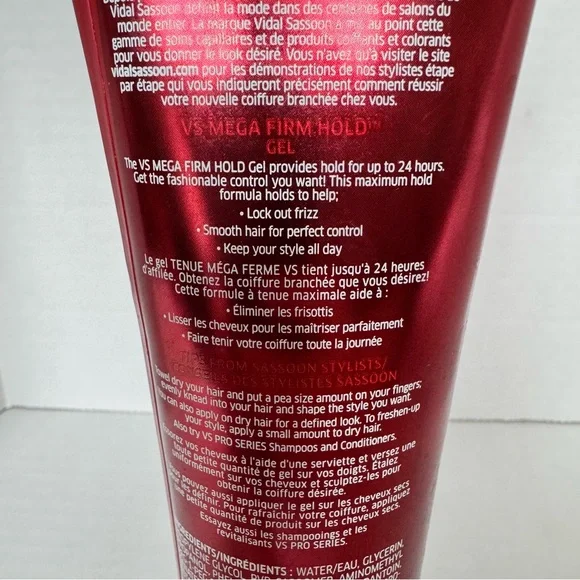 Vidal Sassoon définit la mode dans des centaines de salons du
monde entier. La marque Vidal Sassoon a mis au point cette
gamme de soins capillaires et de produits coiffants et colorants
pour vous donner le look désiré. Vous n'avez qu'à visiter le site
vidalsassoon.com pour les démonstrations de nos stylistes étape
par étape qui vous indiqueront précisément comment réussir
votre nouvelle coiffure branchée chez vous.
VS MEGA FIRM HOLD™
GEL
The VS MEGA FIRM HOLD Gel provides hold for up to 24 hours.
Get the fashionable control you want! This maximum hold
formula holds to help;
• Lock out frizz
• Smooth hair for perfect control
• Keep your style all day
Le gel TENUE MÉGA FERME VS tient jusqu'à 24 heures
d'affilée. Obtenez la coiffure branchée que vous désirez!
Cette formule à tenue maximale aide à :
• Éliminer les frisottis
• Lisser les cheveux pour les maîtriser parfaitement
• Faire tenir votre coiffure toute la journée
TIPS FROM SASSOON STYLISTS/
DES STYLISTES SASSOON
Towel dry your hair and put a pea size amount on your fingers;
evenly knead into your hair and shape the style you want.
You can also apply on dry hair for a defined look. To freshen-up
your style, apply a small amount to dry hair.
Also try VS PRO SERIES Shampoos and Conditioners.
vos cheveux à l'aide d'une serviette et versez une
toute petite quantité de gel sur vos doigts. Étalez
uniformément sur vos cheveux et sculptez-les pour
obtenir la coiffure désirée.
Vous pouvez aussi appliquer le gel sur les cheveux secs
pour définir. Pour rafraîchir votre coiffure, appliquez
une petite quantité de produit sur les cheveux secs.
Essayez aussi les shampooings et les
revitalisants VS PRO SERIES.
INGREDIENTS/INGRÉDIENTS : WATER/EAU, GLYCERIN,
GLYCOL, AMINOMETHYL